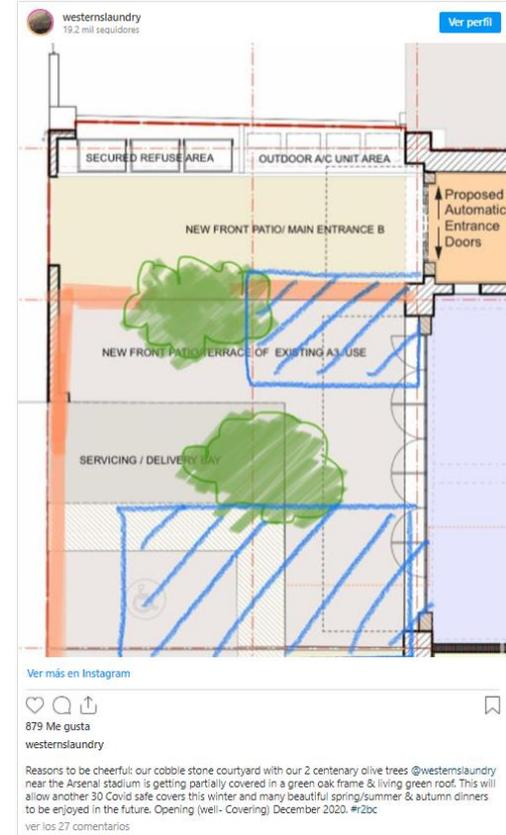 westernslaundry
19.2 mil seguidores
Ver perfil
SECURED REFUSE AREA
OUTDOOR A/C UNIT AREA
NEW FRONT PATIO/ MAIN ENTRANCE B
Proposed
Automatic
Entrance
Doors
NEW FRONT PATIO/TERRACE OF EXISTING A3 USE
SERVICING / DELIVERY BAY
Ver más en Instagram
879 Me gusta
westernslaundry
Reasons to be cheerful: our cobble stone courtyard with our 2 centenary olive trees @westernslaundry
near the Arsenal stadium is getting partially covered in a green oak frame & living green roof. This will
allow another 30 Covid safe covers this winter and many beautiful spring/summer & autumn dinners
to be enjoyed in the future. Opening (well- Covering) December 2020. #r2bc
ver los 27 comentarios